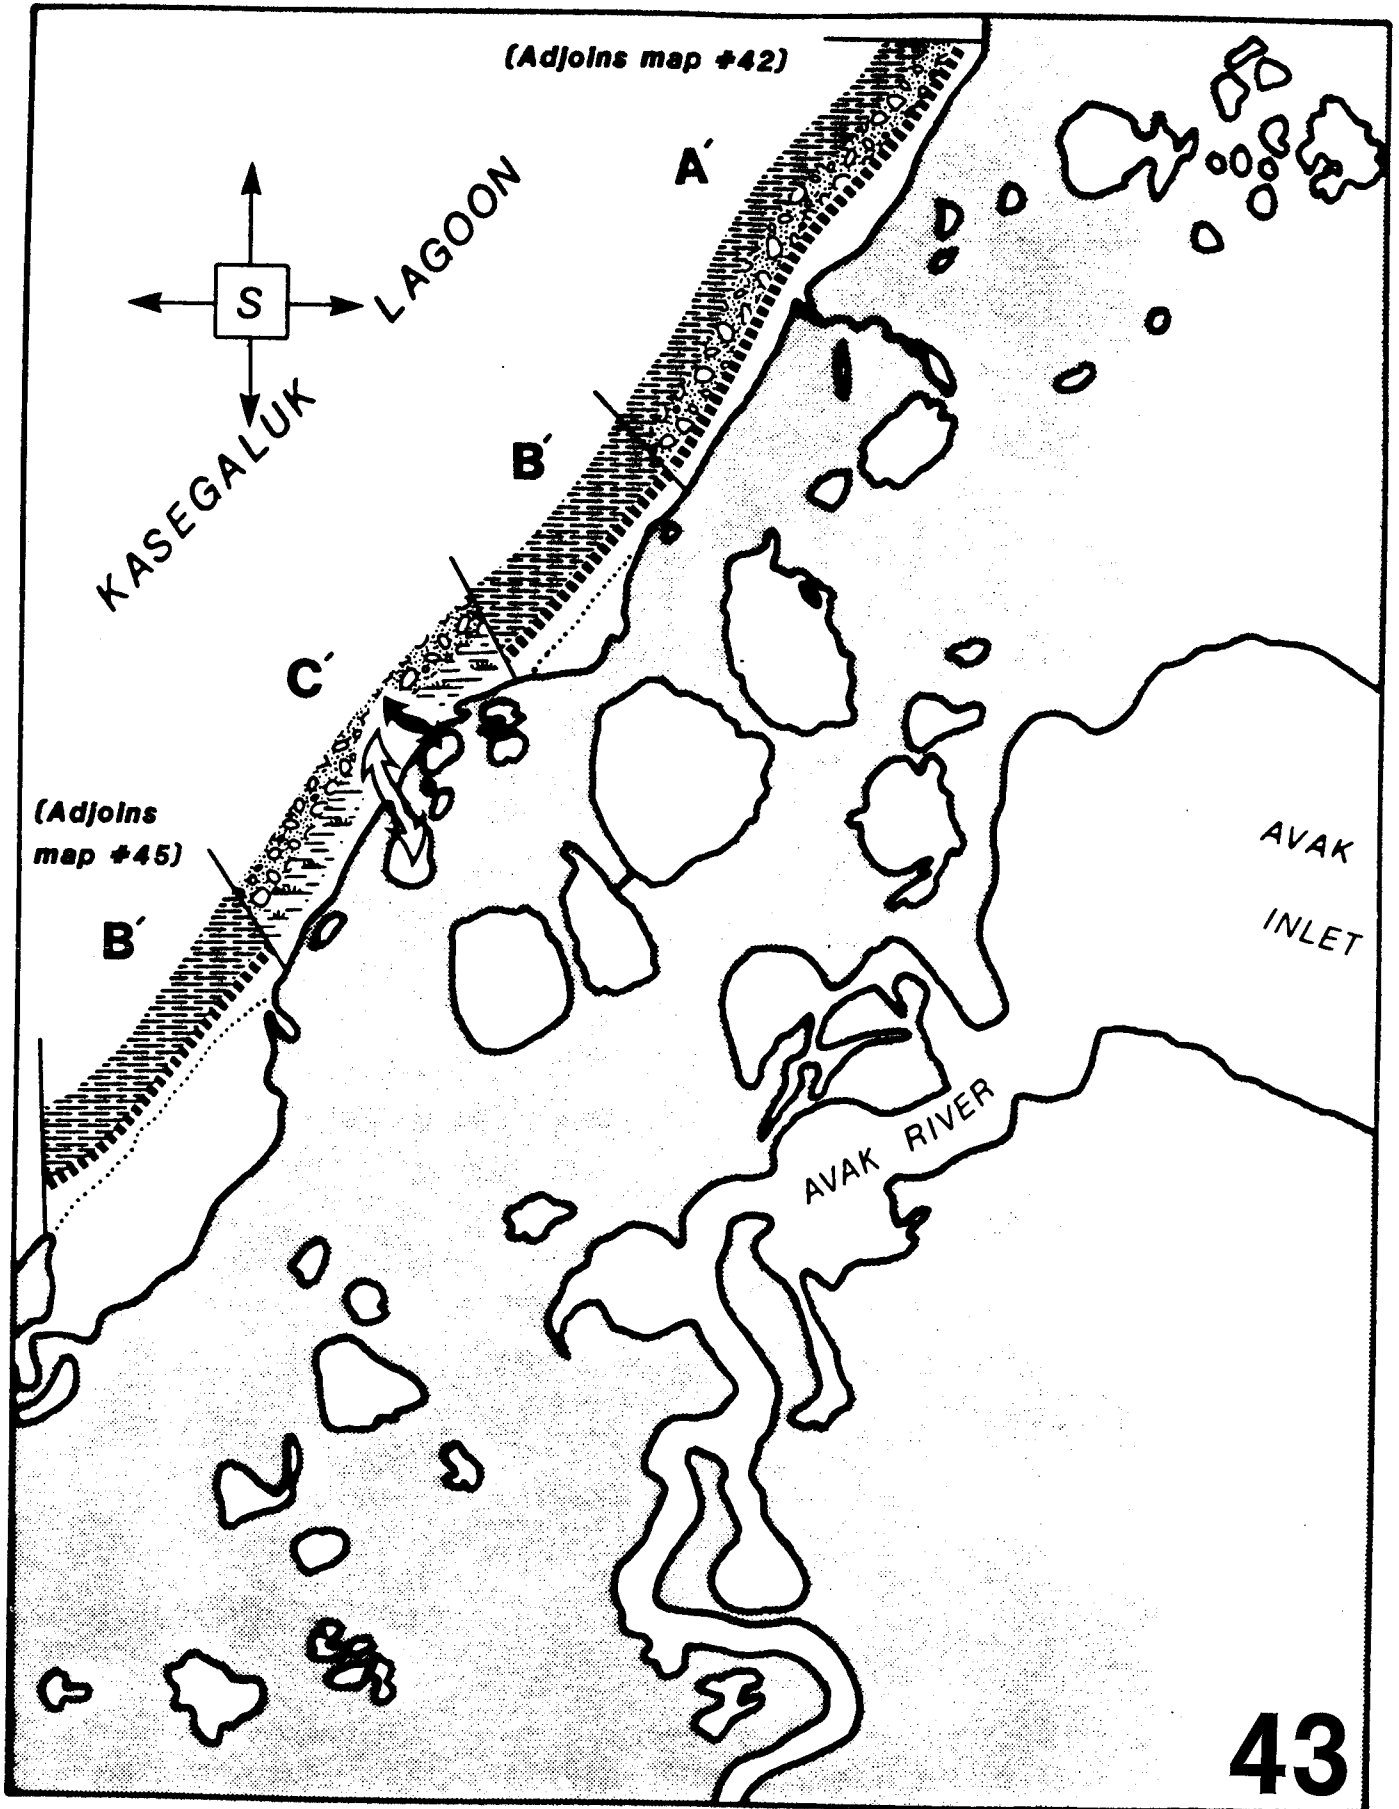 (Adjoins map #42)
A′
LAGOON
S
KASEGALUK
B′
C′
(Adjoins
map #45)
B′
AVAK
INLET
AVAK RIVER
43